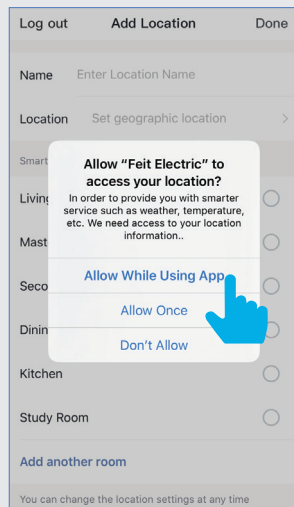 Log out Add Location Done
Name Enter Location Name
Location Set geographic location
Smart
Allow “Feit Electric” to
access your location?
In order to provide you with smarter
service such as weather, temperature,
etc. We need access to your location
information..
Living
Mast
Allow While Using App
Seco
Allow Once
Dinin
Don’t Allow
Kitchen
Study Room
Add another room
You can change the location settings at any time